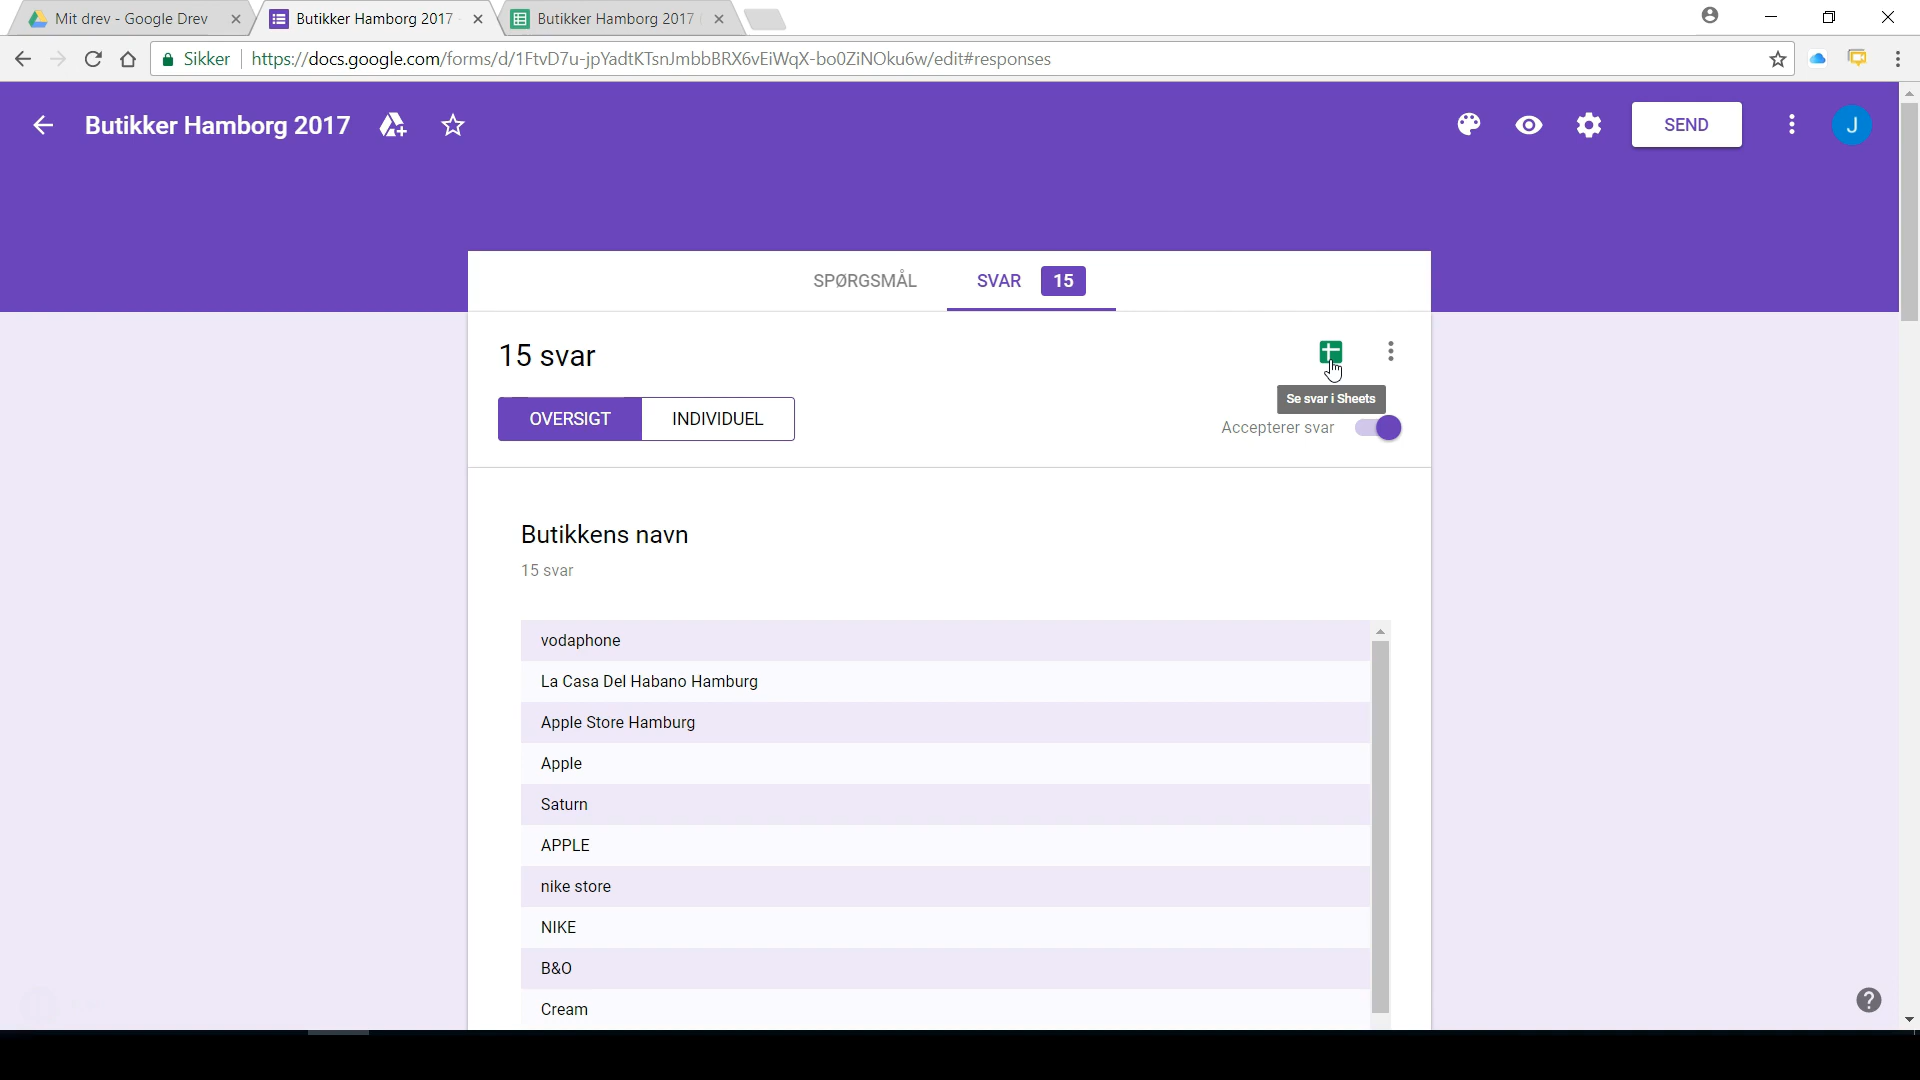 Mit drev - Google Drev
Butikker Hamborg 2017
Butikker Hamborg 2017
Sikker
https://docs.google.com/forms/d/1FtvD7u-jpYadtKTsnJmbbBRX6vEiWqX-bo0ZiNOku6w/edit#responses
Butikker Hamborg 2017
SEND
J
SPØRGSMÅL
SVAR
15
15 svar
Se svar i Sheets
OVERSIGT
INDIVIDUEL
Accepterer svar
Butikkens navn
15 svar
vodaphone
La Casa Del Habano Hamburg
Apple Store Hamburg
Apple
Saturn
APPLE
nike store
NIKE
B&O
Cream